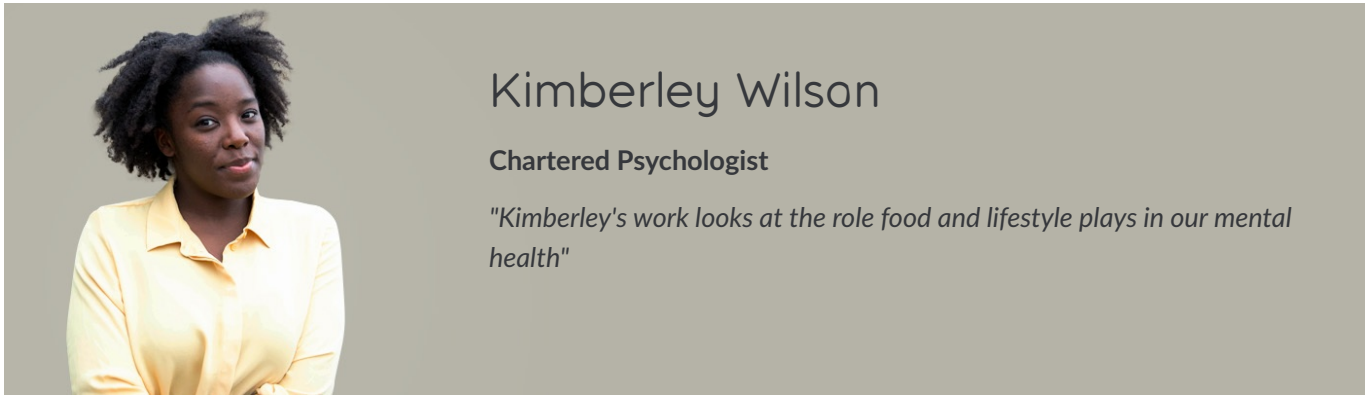 Kimberley Wilson
Chartered Psychologist
"Kimberley's work looks at the role food and lifestyle plays in our mental
health"